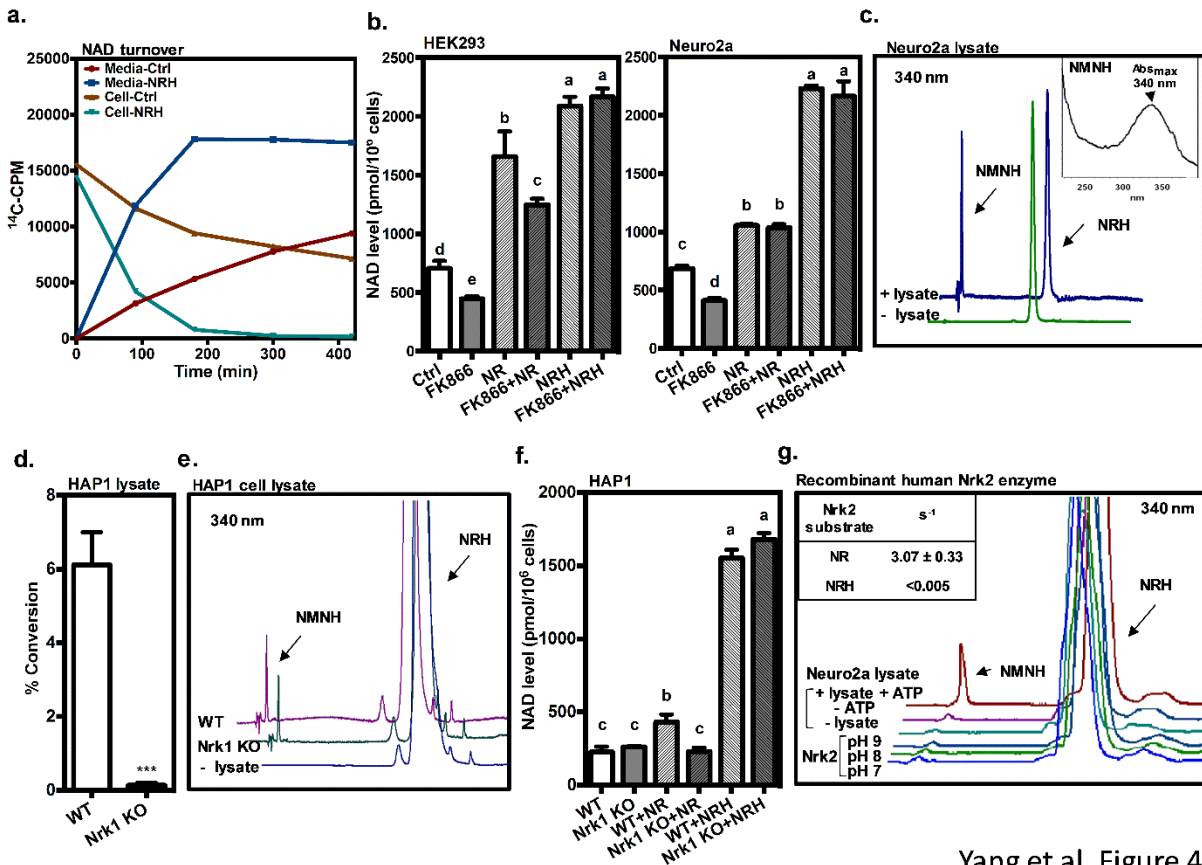 a.
NAD turnover
Media-Ctrl
Media-NRH
Cell-Ctrl
Cell-NRH
25000
20000
15000
10000
5000
0
14C-CPM
0
100
200
300
400
Time (min)
b.
HEK293
NAD level (pmol/10⁶ cells)
2500
2000
1500
1000
500
0
d
e
b
c
a
a
Ctrl
FK866
NR
FK866+NR
NRH
FK866+NRH
Neuro2a
2500
2000
1500
1000
500
0
c
d
b
b
a
a
Ctrl
FK866
NR
FK866+NR
NRH
FK866+NRH
c.
Neuro2a lysate
340 nm
NMNH
Absmax
340 nm
250
300
350
nm
NMNH
NRH
+ lysate
- lysate
d.
HAP1 lysate
% Conversion
8
6
4
2
0
***
WT
Nrk1 KO
e.
HAP1 cell lysate
340 nm
NRH
NMNH
WT
Nrk1 KO
- lysate
f.
HAP1
NAD level (pmol/10⁶ cells)
2000
1500
1000
500
0
c
c
b
c
a
a
WT
Nrk1 KO
WT+NR
Nrk1 KO+NR
WT+NRH
Nrk1 KO+NRH
g.
Recombinant human Nrk2 enzyme
Nrk2 substrate s⁻¹
NR 3.07 ± 0.33
NRH <0.005
340 nm
NRH
NMNH
Neuro2a lysate
+ lysate + ATP
- ATP
- lysate
Nrk2
pH 9
pH 8
pH 7
Yang et al. Figure 4